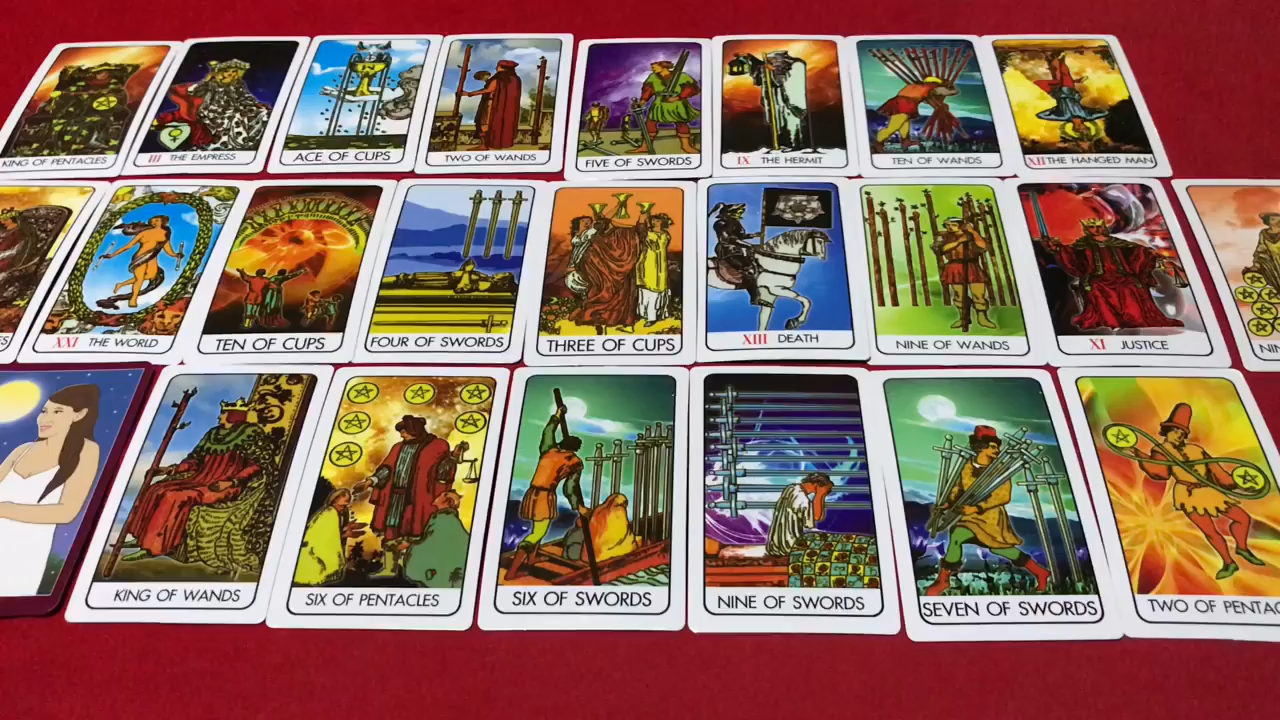 KING OF PENTACLES
III THE EMPRESS
ACE OF CUPS
TWO OF WANDS
FIVE OF SWORDS
IX THE HERMIT
TEN OF WANDS
XII THE HANGED MAN
XXI THE WORLD
TEN OF CUPS
FOUR OF SWORDS
THREE OF CUPS
XIII DEATH
NINE OF WANDS
XI JUSTICE
KING OF WANDS
SIX OF PENTACLES
SIX OF SWORDS
NINE OF SWORDS
SEVEN OF SWORDS
TWO OF